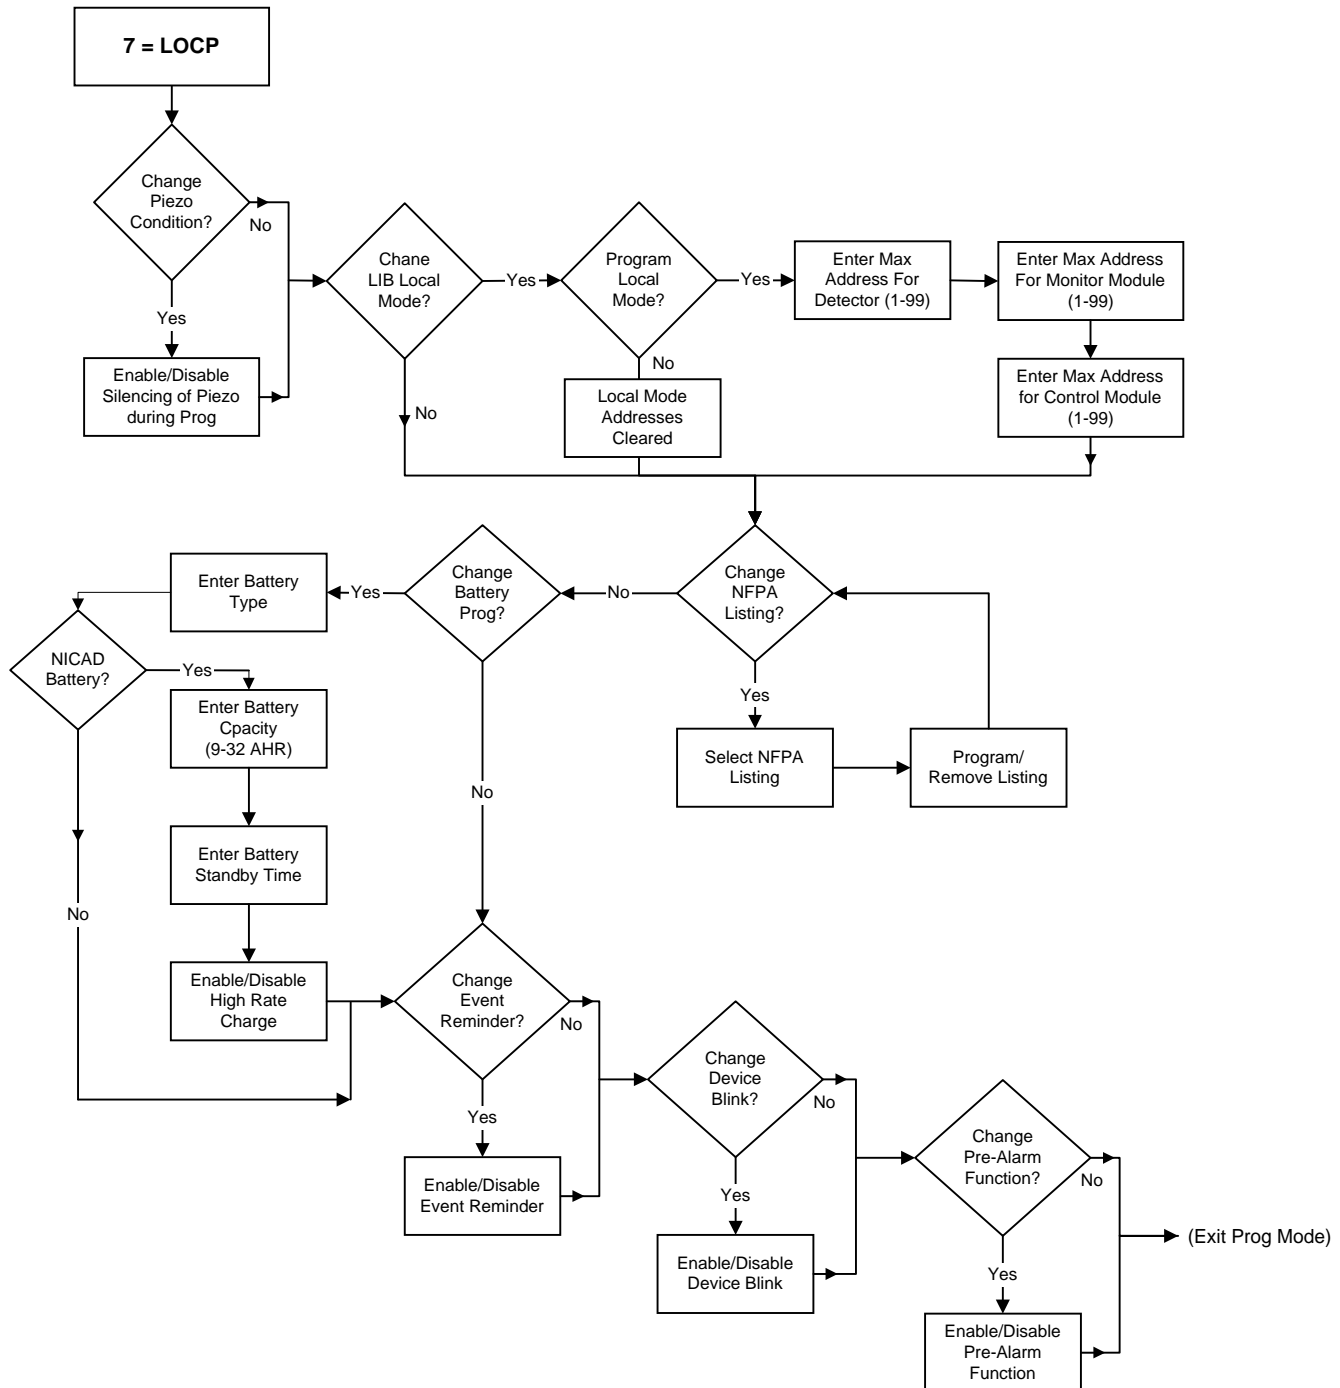 7 = LOCP
Change
Piezo
Condition?
No
Yes
Enable/Disable
Silencing of Piezo
during Prog
Chane
LIB Local
Mode?
Yes
No
Program
Local
Mode?
Yes
No
Local Mode
Addresses
Cleared
Enter Max
Address For
Detector (1-99)
Enter Max Address
For Monitor Module
(1-99)
Enter Max Address
for Control Module
(1-99)
Change
NFPA
Listing?
No
Yes
Select NFPA
Listing
Program/
Remove Listing
Change
Battery
Prog?
Yes
No
Enter Battery
Type
NICAD
Battery?
Yes
No
Enter Battery
Cpacity
(9-32 AHR)
Enter Battery
Standby Time
Enable/Disable
High Rate
Charge
Change
Event
Reminder?
No
Yes
Enable/Disable
Event Reminder
Change
Device
Blink?
No
Yes
Enable/Disable
Device Blink
Change
Pre-Alarm
Function?
No
Yes
Enable/Disable
Pre-Alarm
Function
(Exit Prog Mode)